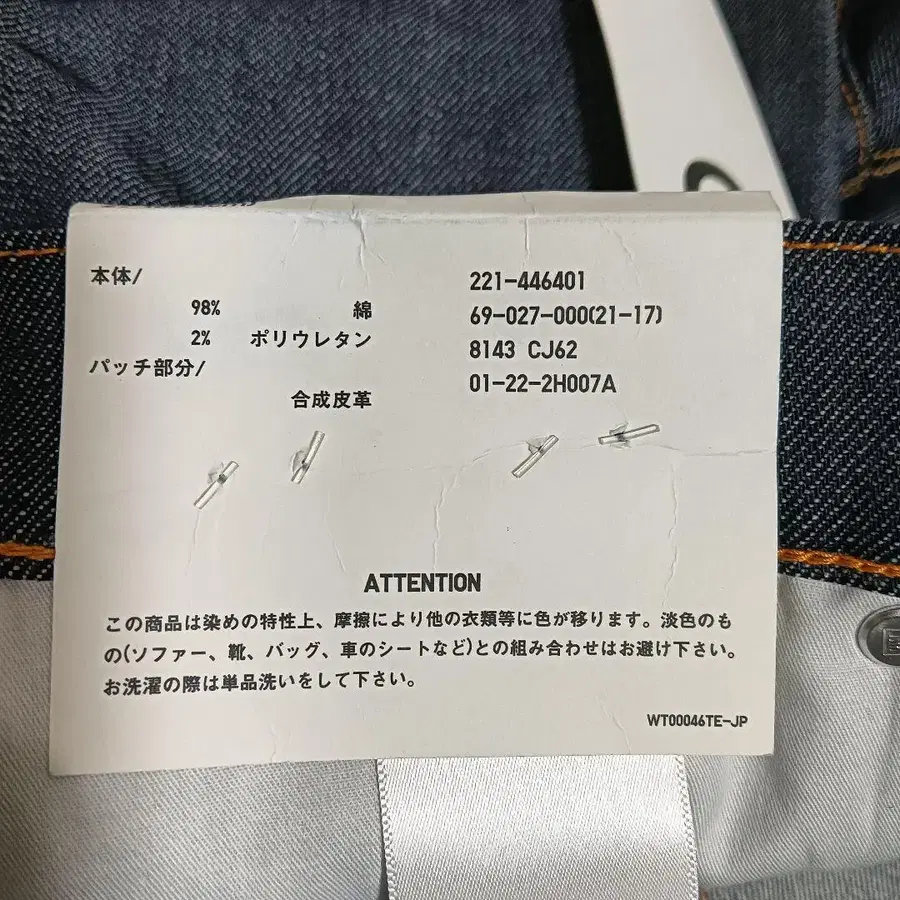 本体/
98% 綿
2% ポリウレタン
パッチ部分/
合成皮革
221-446401
69-027-000(21-17)
8143 CJ62
01-22-2H007A
ATTENTION
この商品は染めの特性上、摩擦により他の衣類等に色が移ります。淡色のも
の(ソファー、靴、バッグ、車のシートなど)との組み合わせはお避け下さい。
お洗濯の際は単品洗いをして下さい。
WT00046TE-JP